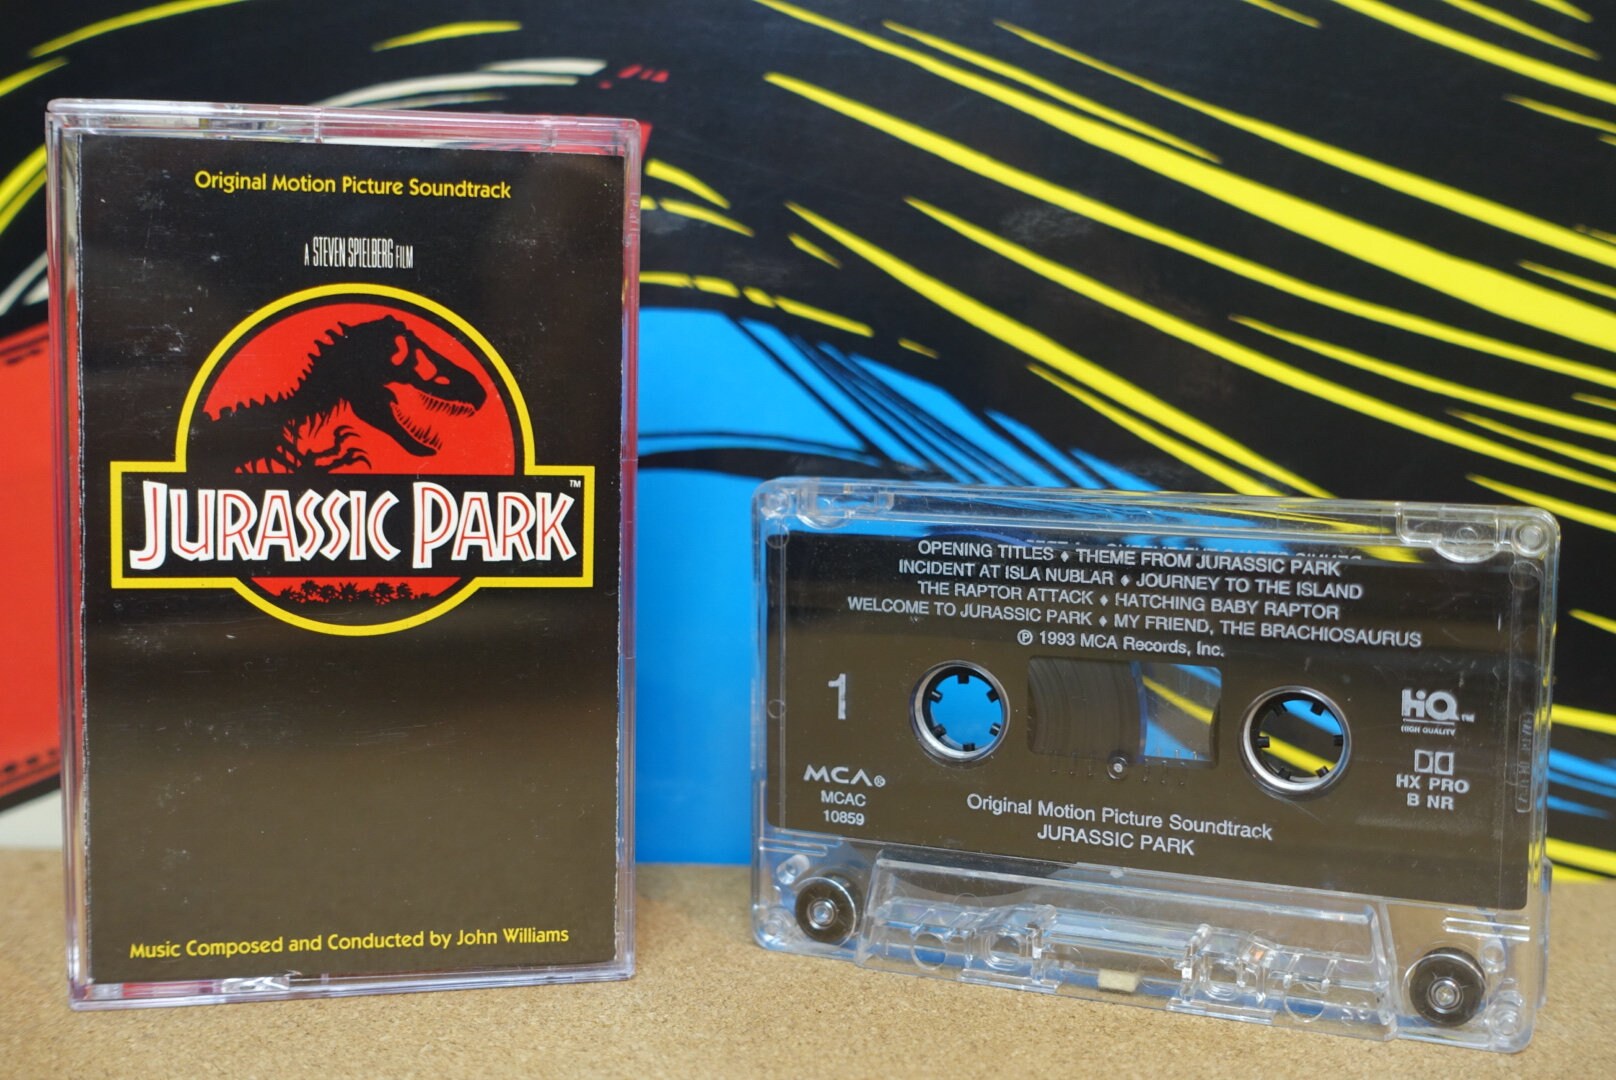 Original Motion Picture Soundtrack
A STEVEN SPIELBERG FILM
JURASSIC PARK™
Music Composed and Conducted by John Williams
OPENING TITLES ♦ THEME FROM JURASSIC PARK
INCIDENT AT ISLA NUBLAR ♦ JOURNEY TO THE ISLAND
THE RAPTOR ATTACK ♦ HATCHING BABY RAPTOR
WELCOME TO JURASSIC PARK ♦ MY FRIEND, THE BRACHIOSAURUS
℗ 1993 MCA Records, Inc.
1
MCA®
MCAC
10859
HiQ™
HIGH QUALITY
HX PRO
B NR
Original Motion Picture Soundtrack
JURASSIC PARK